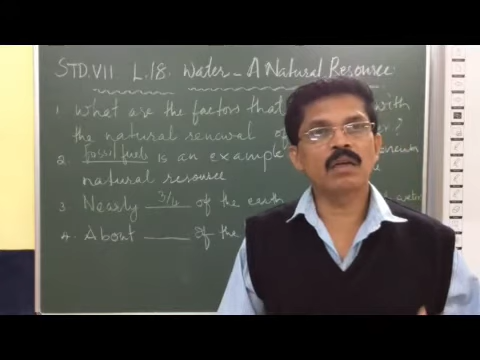 STD.VII L.18. Water - A Natural Resource
1. What are the factors that with
the natural renewal of ?
2. Fossil fuels is an example
natural resource
3. Nearly 3/4 of the earth
4. About ____ of the